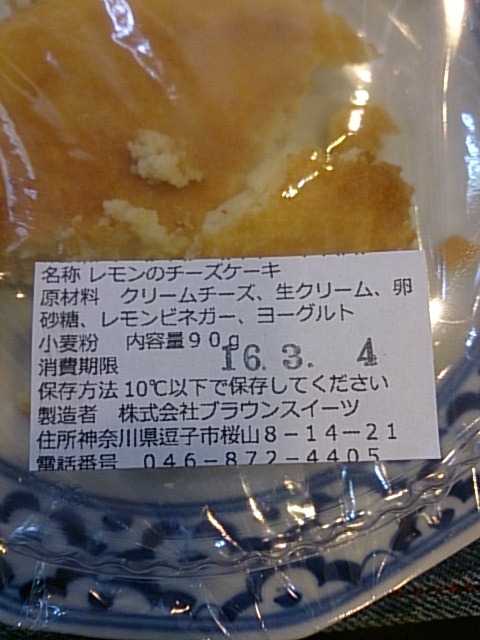 名称 レモンのチーズケーキ
原材料 クリームチーズ、生クリーム、卵
砂糖、レモンビネガー、ヨーグルト
小麦粉 内容量90g
消費期限 16.3. 4
保存方法 10℃以下で保存してください
製造者 株式会社ブラウンスイーツ
住所神奈川県逗子市桜山8-14-21
電話番号 046-872-4405